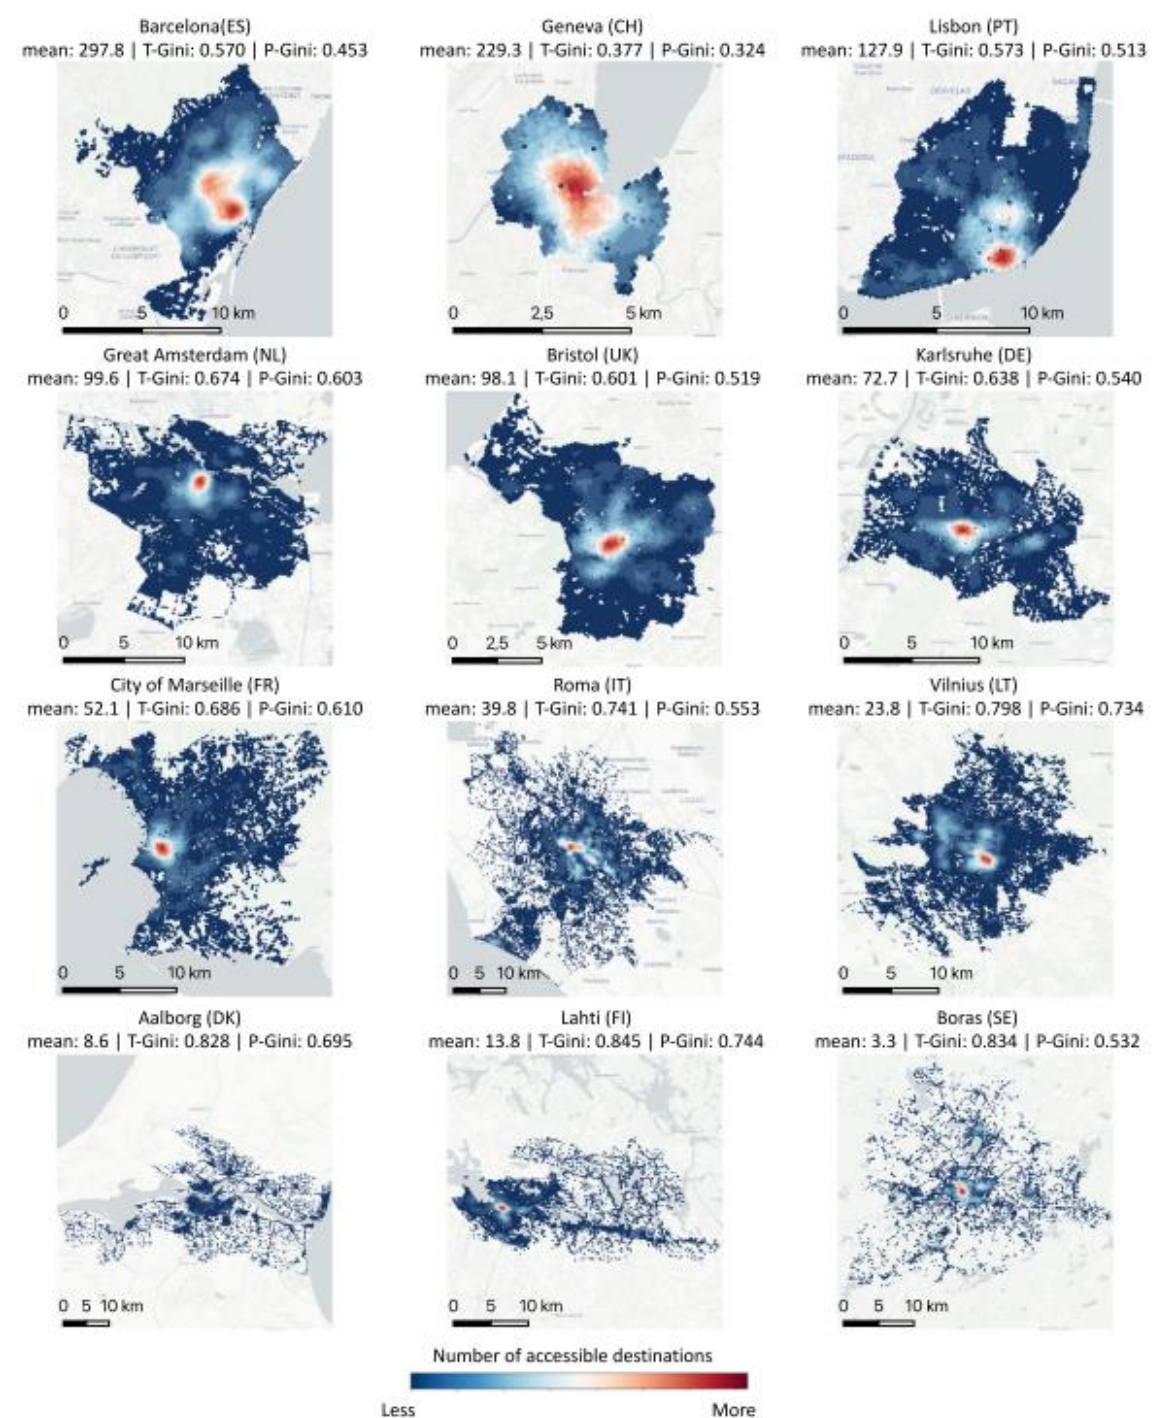 Barcelona(ES)
mean: 297.8 | T-Gini: 0.570 | P-Gini: 0.453
Geneva (CH)
mean: 229.3 | T-Gini: 0.377 | P-Gini: 0.324
Lisbon (PT)
mean: 127.9 | T-Gini: 0.573 | P-Gini: 0.513
0 5 10 km
0 2,5 5 km
0 5 10 km
Great Amsterdam (NL)
mean: 99.6 | T-Gini: 0.674 | P-Gini: 0.603
Bristol (UK)
mean: 98.1 | T-Gini: 0.601 | P-Gini: 0.519
Karlsruhe (DE)
mean: 72.7 | T-Gini: 0.638 | P-Gini: 0.540
0 5 10 km
0 2,5 5 km
0 5 10 km
City of Marseille (FR)
mean: 52.1 | T-Gini: 0.686 | P-Gini: 0.610
Roma (IT)
mean: 39.8 | T-Gini: 0.741 | P-Gini: 0.553
Vilnius (LT)
mean: 23.8 | T-Gini: 0.798 | P-Gini: 0.734
0 5 10 km
0 5 10 km
0 5 10 km
Aalborg (DK)
mean: 8.6 | T-Gini: 0.828 | P-Gini: 0.695
Lahti (FI)
mean: 13.8 | T-Gini: 0.845 | P-Gini: 0.744
Boras (SE)
mean: 3.3 | T-Gini: 0.834 | P-Gini: 0.532
0 5 10 km
0 5 10 km
0 5 10 km
Number of accessible destinations
Less More